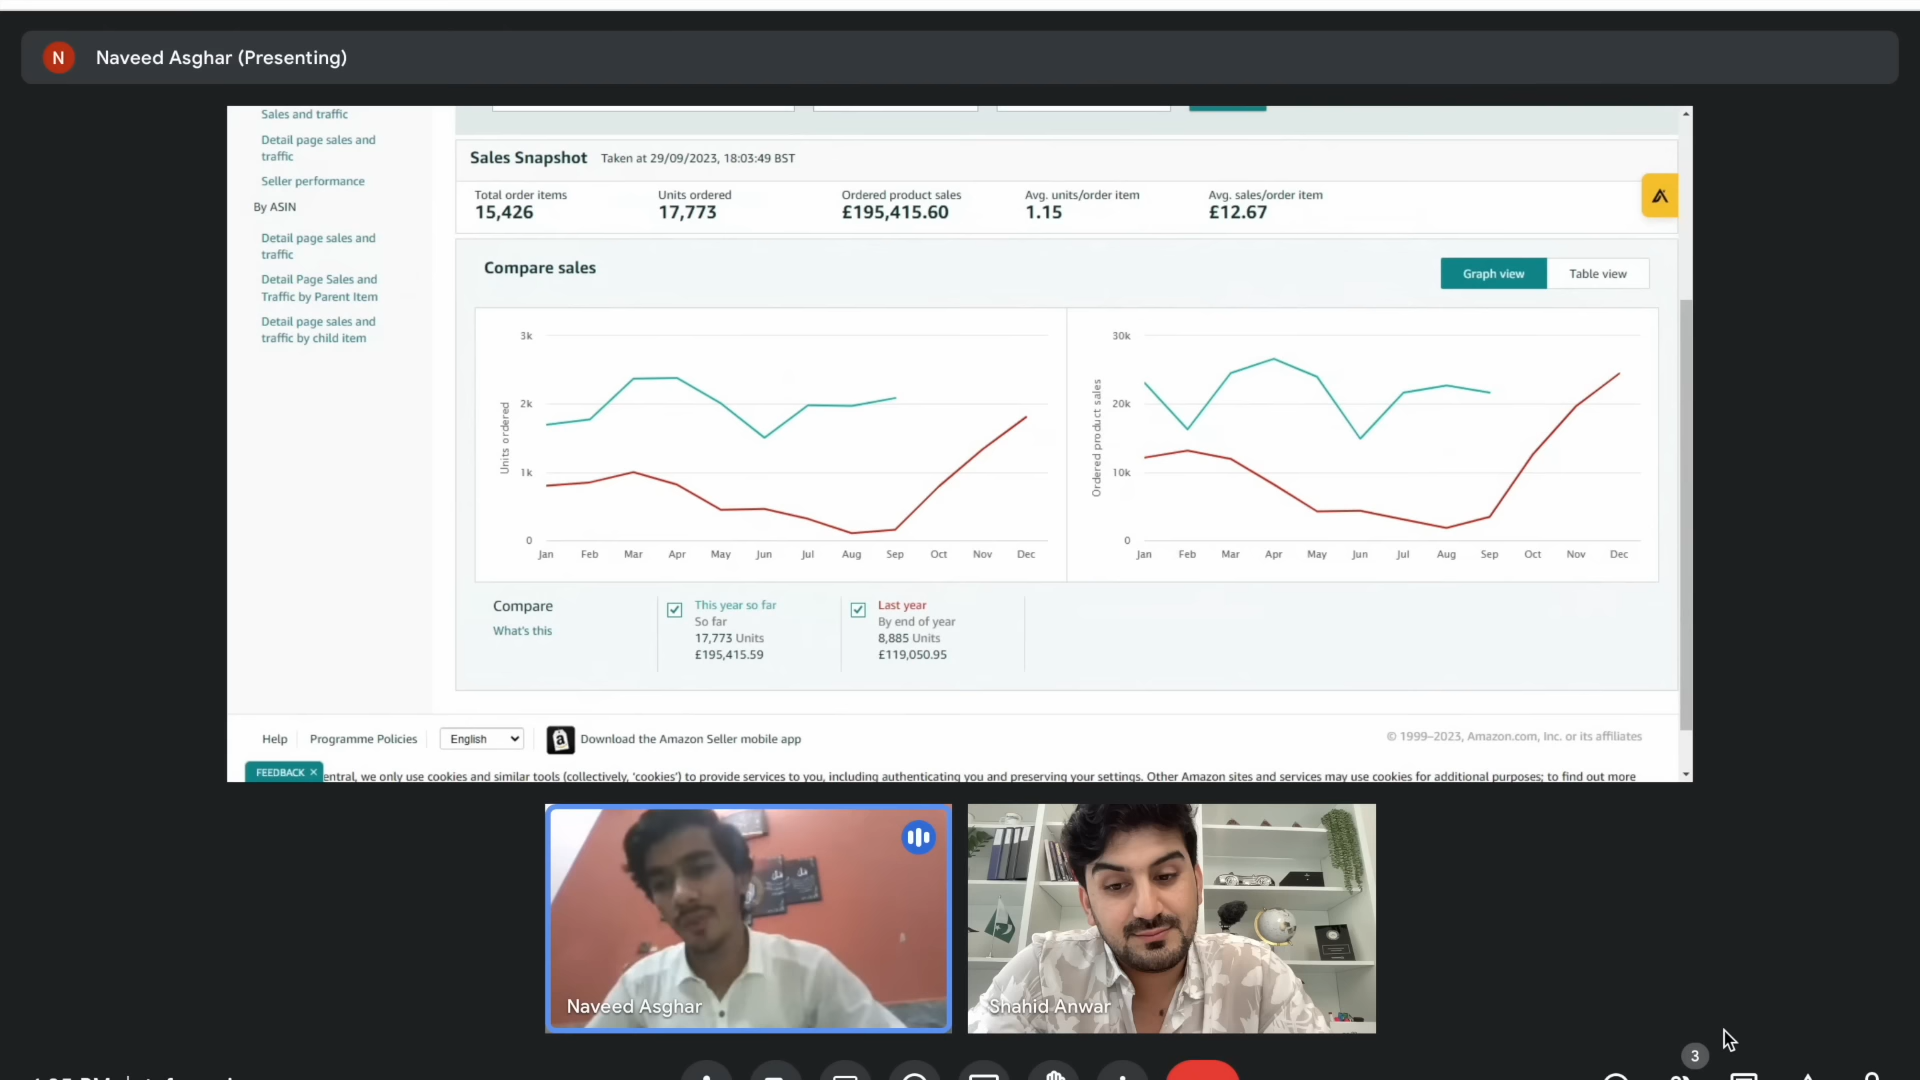 N Naveed Asghar (Presenting)
Sales and traffic
Detail page sales and
traffic
Seller performance
By ASIN
Detail page sales and
traffic
Detail Page Sales and
Traffic by Parent Item
Detail page sales and
traffic by child item
Sales Snapshot Taken at 29/09/2023, 18:03:49 BST
Total order items Units ordered Ordered product sales Avg. units/order item Avg. sales/order item
15,426 17,773 £195,415.60 1.15 £12.67
Compare sales
Graph view Table view
Units ordered
3k
2k
1k
0
Jan Feb Mar Apr May Jun Jul Aug Sep Oct Nov Dec
Ordered product sales
30k
20k
10k
0
Jan Feb Mar Apr May Jun Jul Aug Sep Oct Nov Dec
Compare
What's this
This year so far
So far
17,773 Units
£195,415.59
Last year
By end of year
8,885 Units
£119,050.95
Help Programme Policies English Download the Amazon Seller mobile app © 1999–2023, Amazon.com, Inc. or its affiliates
FEEDBACK ×
entral, we only use cookies and similar tools (collectively, 'cookies') to provide services to you, including authenticating you and preserving your settings. Other Amazon sites and services may use cookies for additional purposes; to find out more
Naveed Asghar
Shahid Anwar
3